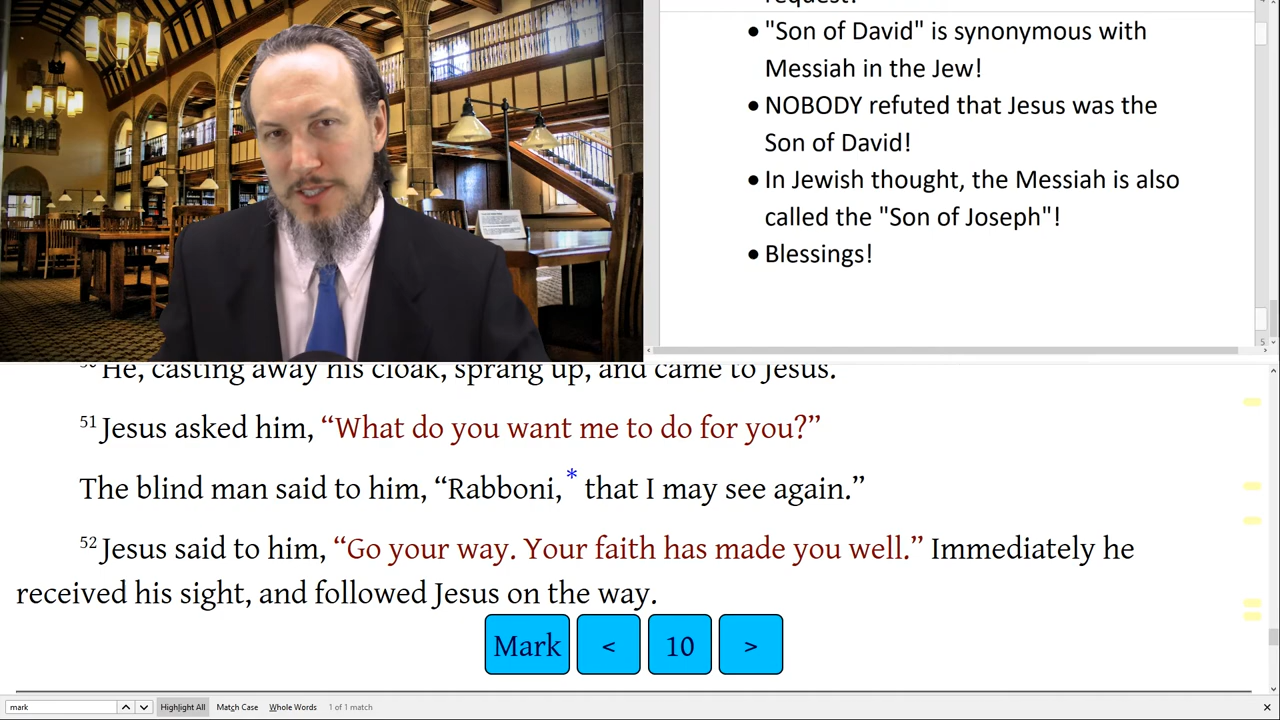 request!
• "Son of David" is synonymous with
Messiah in the Jew!
• NOBODY refuted that Jesus was the
Son of David!
• In Jewish thought, the Messiah is also
called the "Son of Joseph"!
• Blessings!
He, casting away his cloak, sprang up, and came to Jesus.
51 Jesus asked him, “What do you want me to do for you?”
The blind man said to him, “Rabboni,* that I may see again.”
52 Jesus said to him, “Go your way. Your faith has made you well.” Immediately he
received his sight, and followed Jesus on the way.
Mark < 10 >
mark Highlight All Match Case Whole Words 1 of 1 match